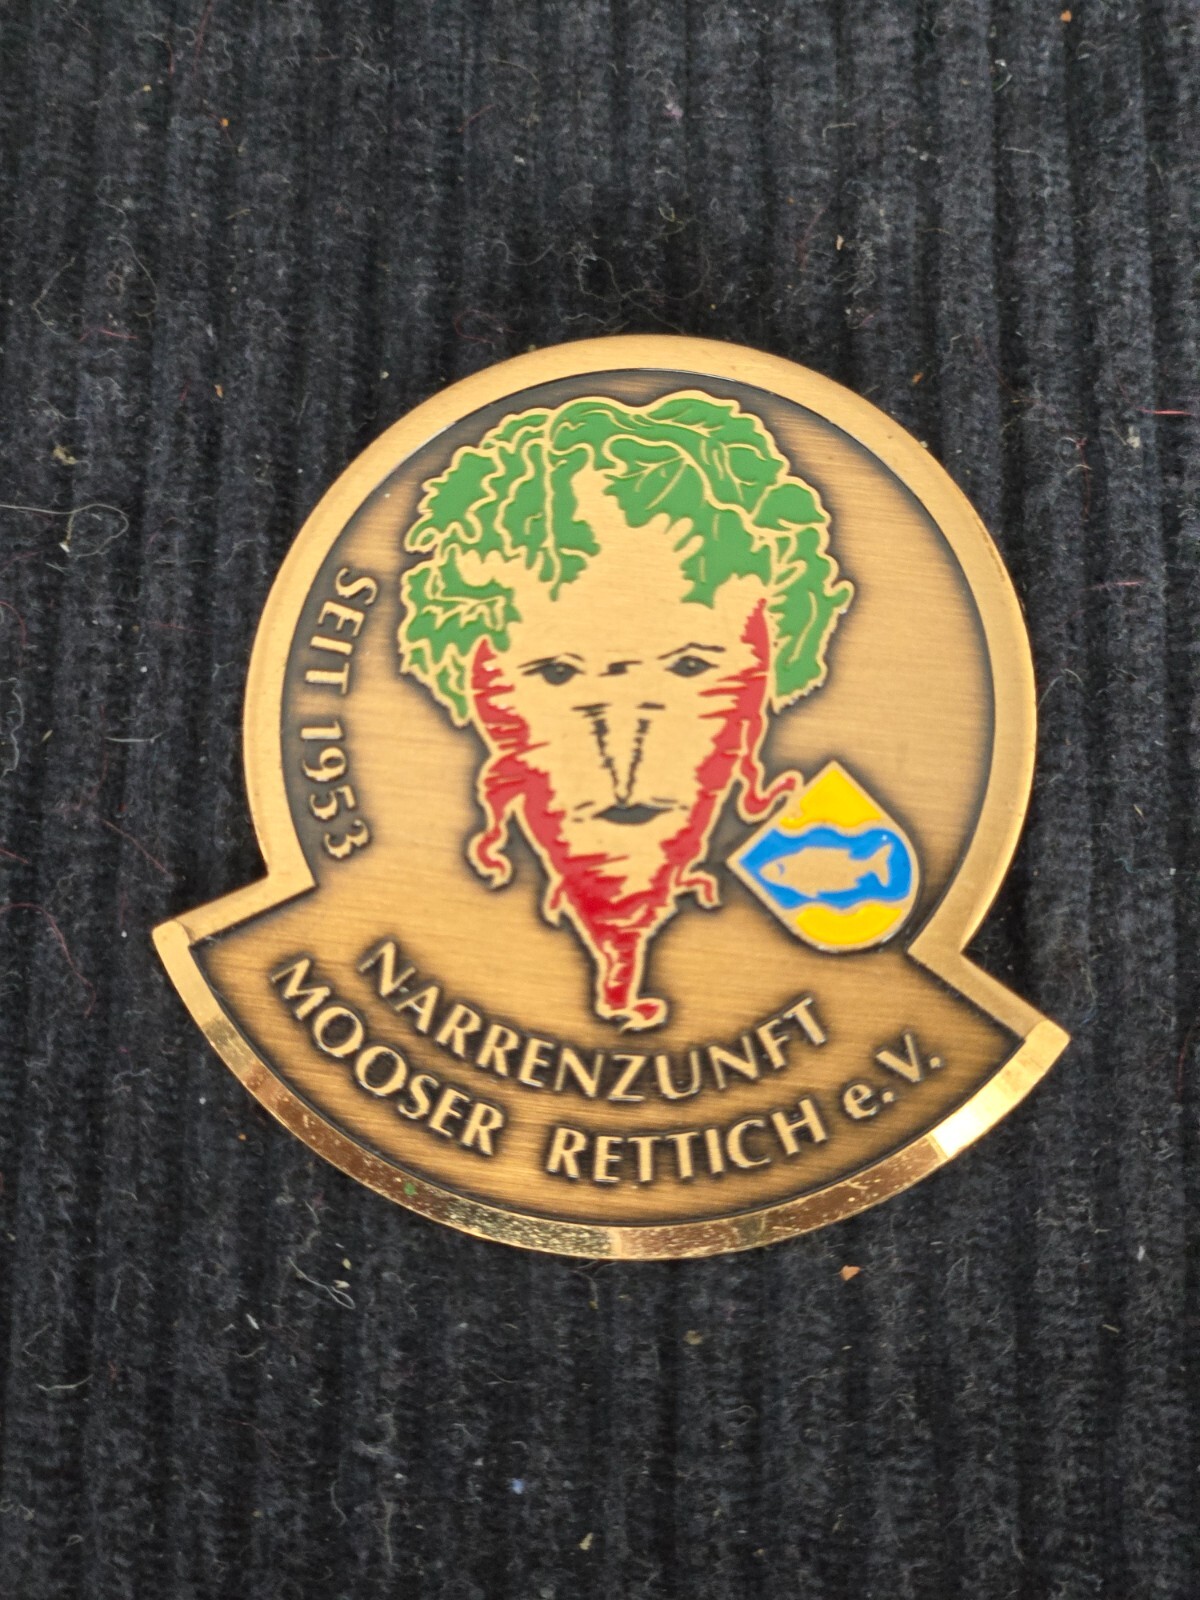 SEIT 1953
NARRENZUNFT
MOOSER RETTICH e.V.